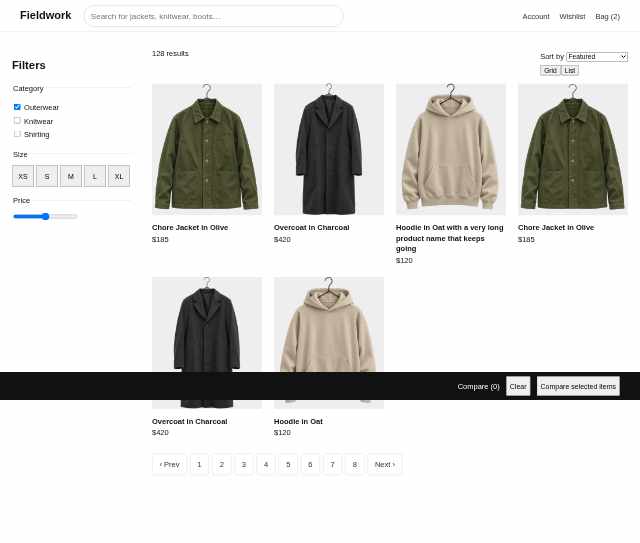 Fieldwork
Search for jackets, knitwear, boots…
Account Wishlist Bag (2)
Filters
Category
Outerwear
Knitwear
Shirting
Size
XS S M L XL
Price
128 results
Sort by Featured
Grid List
Chore Jacket in Olive
$185
Overcoat in Charcoal
$420
Hoodie in Oat with a very long
product name that keeps
going
$120
Chore Jacket in Olive
$185
Compare (0) Clear Compare selected items
Overcoat in Charcoal
$420
Hoodie in Oat
$120
‹ Prev 1 2 3 4 5 6 7 8 Next ›